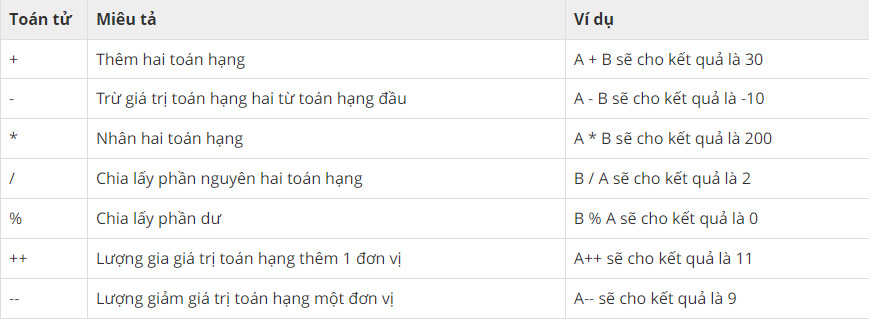 Toán tử Miêu tả Ví dụ
+ Thêm hai toán hạng A + B sẽ cho kết quả là 30
- Trừ giá trị toán hạng hai từ toán hạng đầu A - B sẽ cho kết quả là -10
* Nhân hai toán hạng A * B sẽ cho kết quả là 200
/ Chia lấy phần nguyên hai toán hạng B / A sẽ cho kết quả là 2
% Chia lấy phần dư B % A sẽ cho kết quả là 0
++ Lượng gia giá trị toán hạng thêm 1 đơn vị A++ sẽ cho kết quả là 11
-- Lượng giảm giá trị toán hạng một đơn vị A-- sẽ cho kết quả là 9